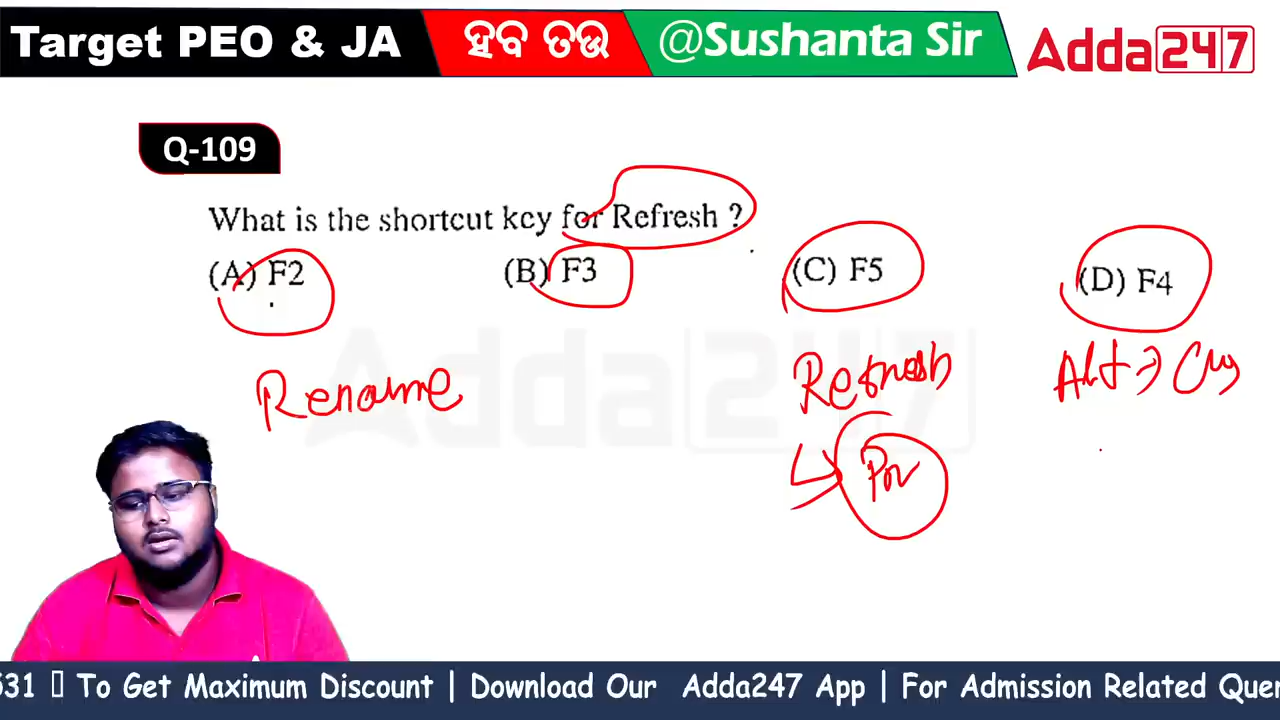 Target PEO & JA
ହବ ତଉ
@Sushanta Sir
Adda247
Q-109
What is the shortcut key for Refresh ?
(A) F2 (B) F3 (C) F5 (D) F4
Rename
Refresh
Alt
Adda247
531 To Get Maximum Discount | Download Our Adda247 App | For Admission Related Quer